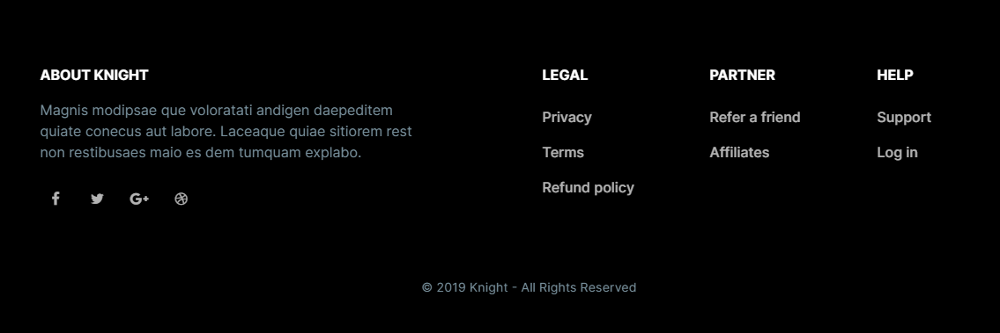 ABOUT KNIGHT
Magnis modipsae que voloratati andigen daepeditem
quiate conecus aut labore. Laceaque quiae sitiorem rest
non restibusaes maio es dem tumquam explabo.
LEGAL
Privacy
Terms
Refund policy
PARTNER
Refer a friend
Affiliates
HELP
Support
Log in
© 2019 Knight - All Rights Reserved